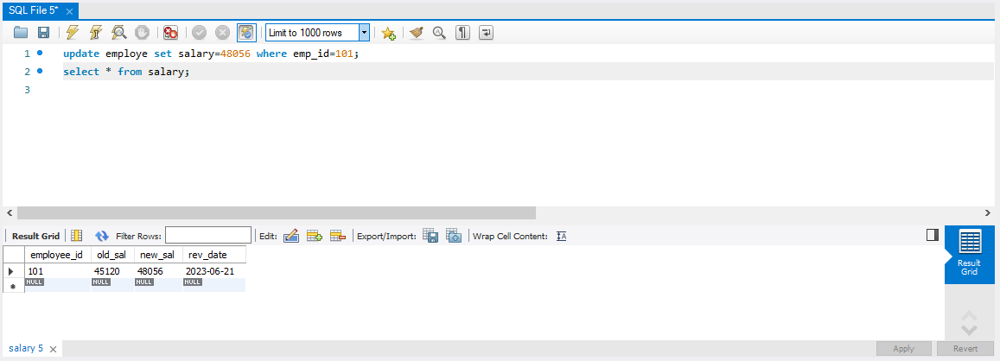 SQL File 5*
Limit to 1000 rows
1 update employe set salary=48056 where emp_id=101;
2 select * from salary;
3
Result Grid Filter Rows: Edit: Export/Import: Wrap Cell Content:
employee_id old_sal new_sal rev_date
101 45120 48056 2023-06-21
NULL NULL NULL NULL
Result
Grid
salary 5
Apply Revert